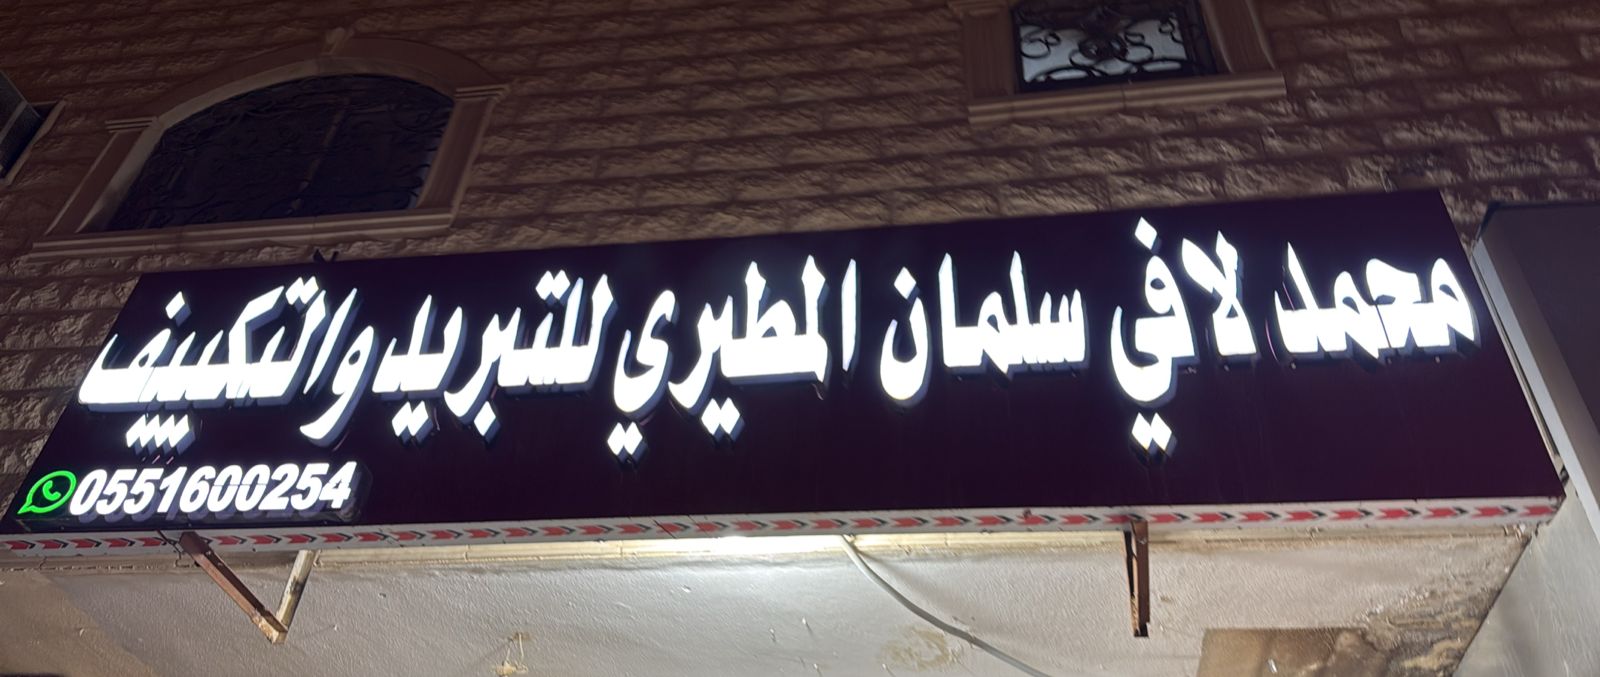 محمد لافي سلمان المطيري للتبريد والتكييف
0551600254